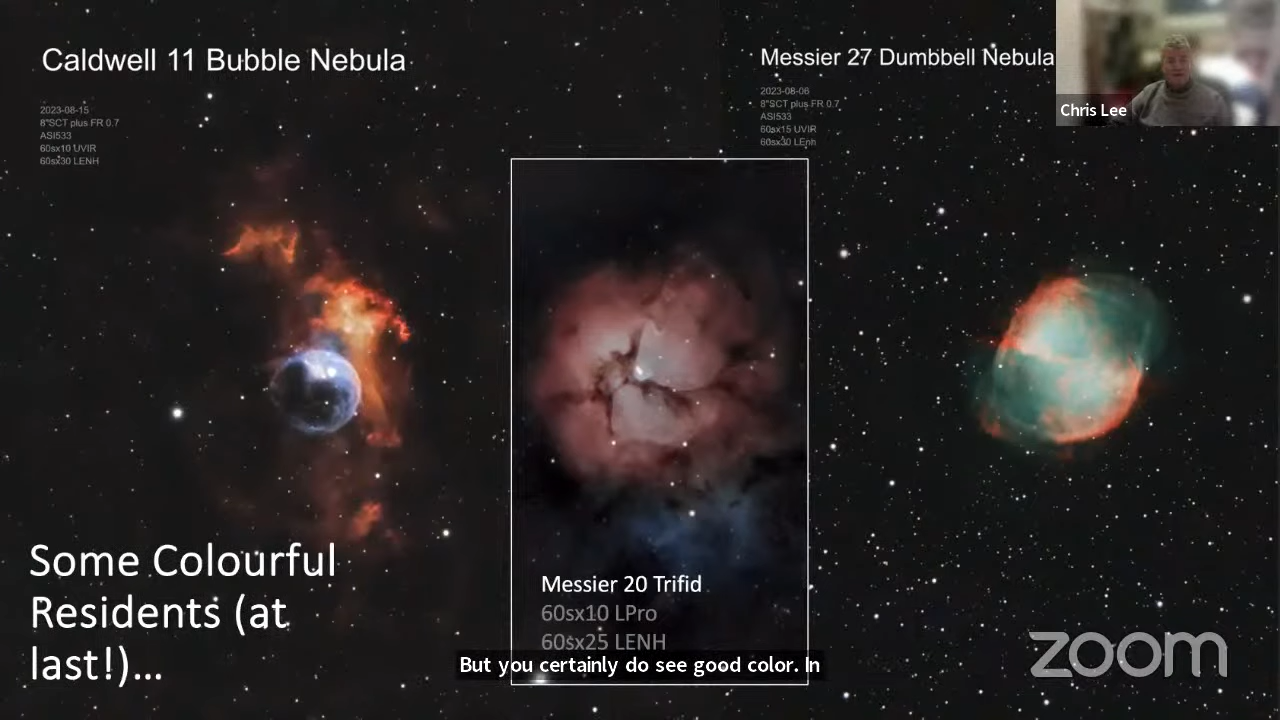 Caldwell 11 Bubble Nebula
2023-08-15
8"SCT plus FR 0.7
ASI533
60sx10 UVIR
60sx30 LENH
Messier 27 Dumbbell Nebula
2023-08-06
8"SCT plus FR 0.7
ASI533
60sx15 UVIR
60sx30 LEnh
Chris Lee
Some Colourful
Residents (at
last!)...
Messier 20 Trifid
60sx10 LPro
60sx25 LENH
But you certainly do see good color. In
zoom